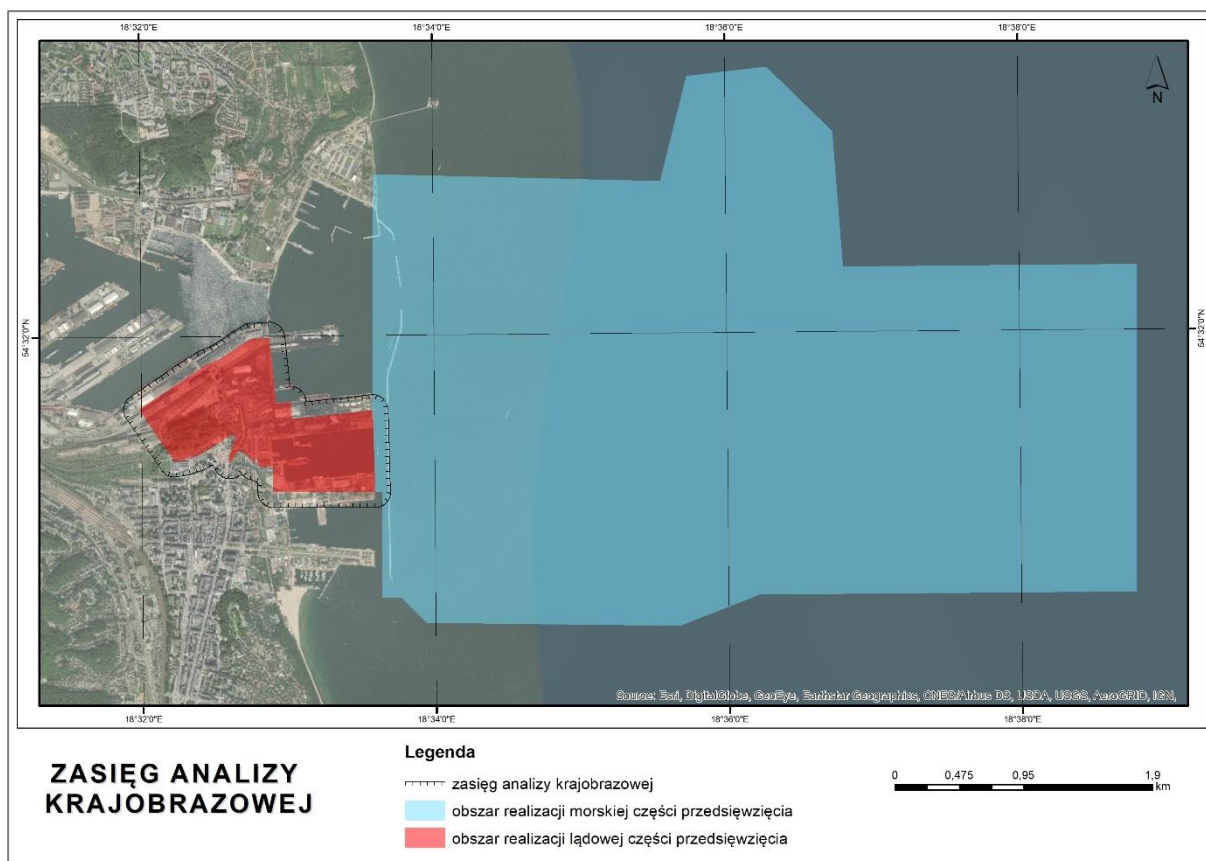 18°32'0"E 18°34'0"E 18°36'0"E 18°38'0"E
N
54°32'0"N 54°32'0"N
Source: Esri, DigitalGlobe, GeoEye, Earthstar Geographics, CNES/Airbus DS, USDA, USGS, AeroGRID, IGN,
18°32'0"E 18°34'0"E 18°36'0"E 18°38'0"E
ZASIĘG ANALIZY
KRAJOBRAZOWEJ
Legenda
zasięg analizy krajobrazowej
obszar realizacji morskiej części przedsięwzięcia
obszar realizacji lądowej części przedsięwzięcia
0 0,475 0,95 1,9
km